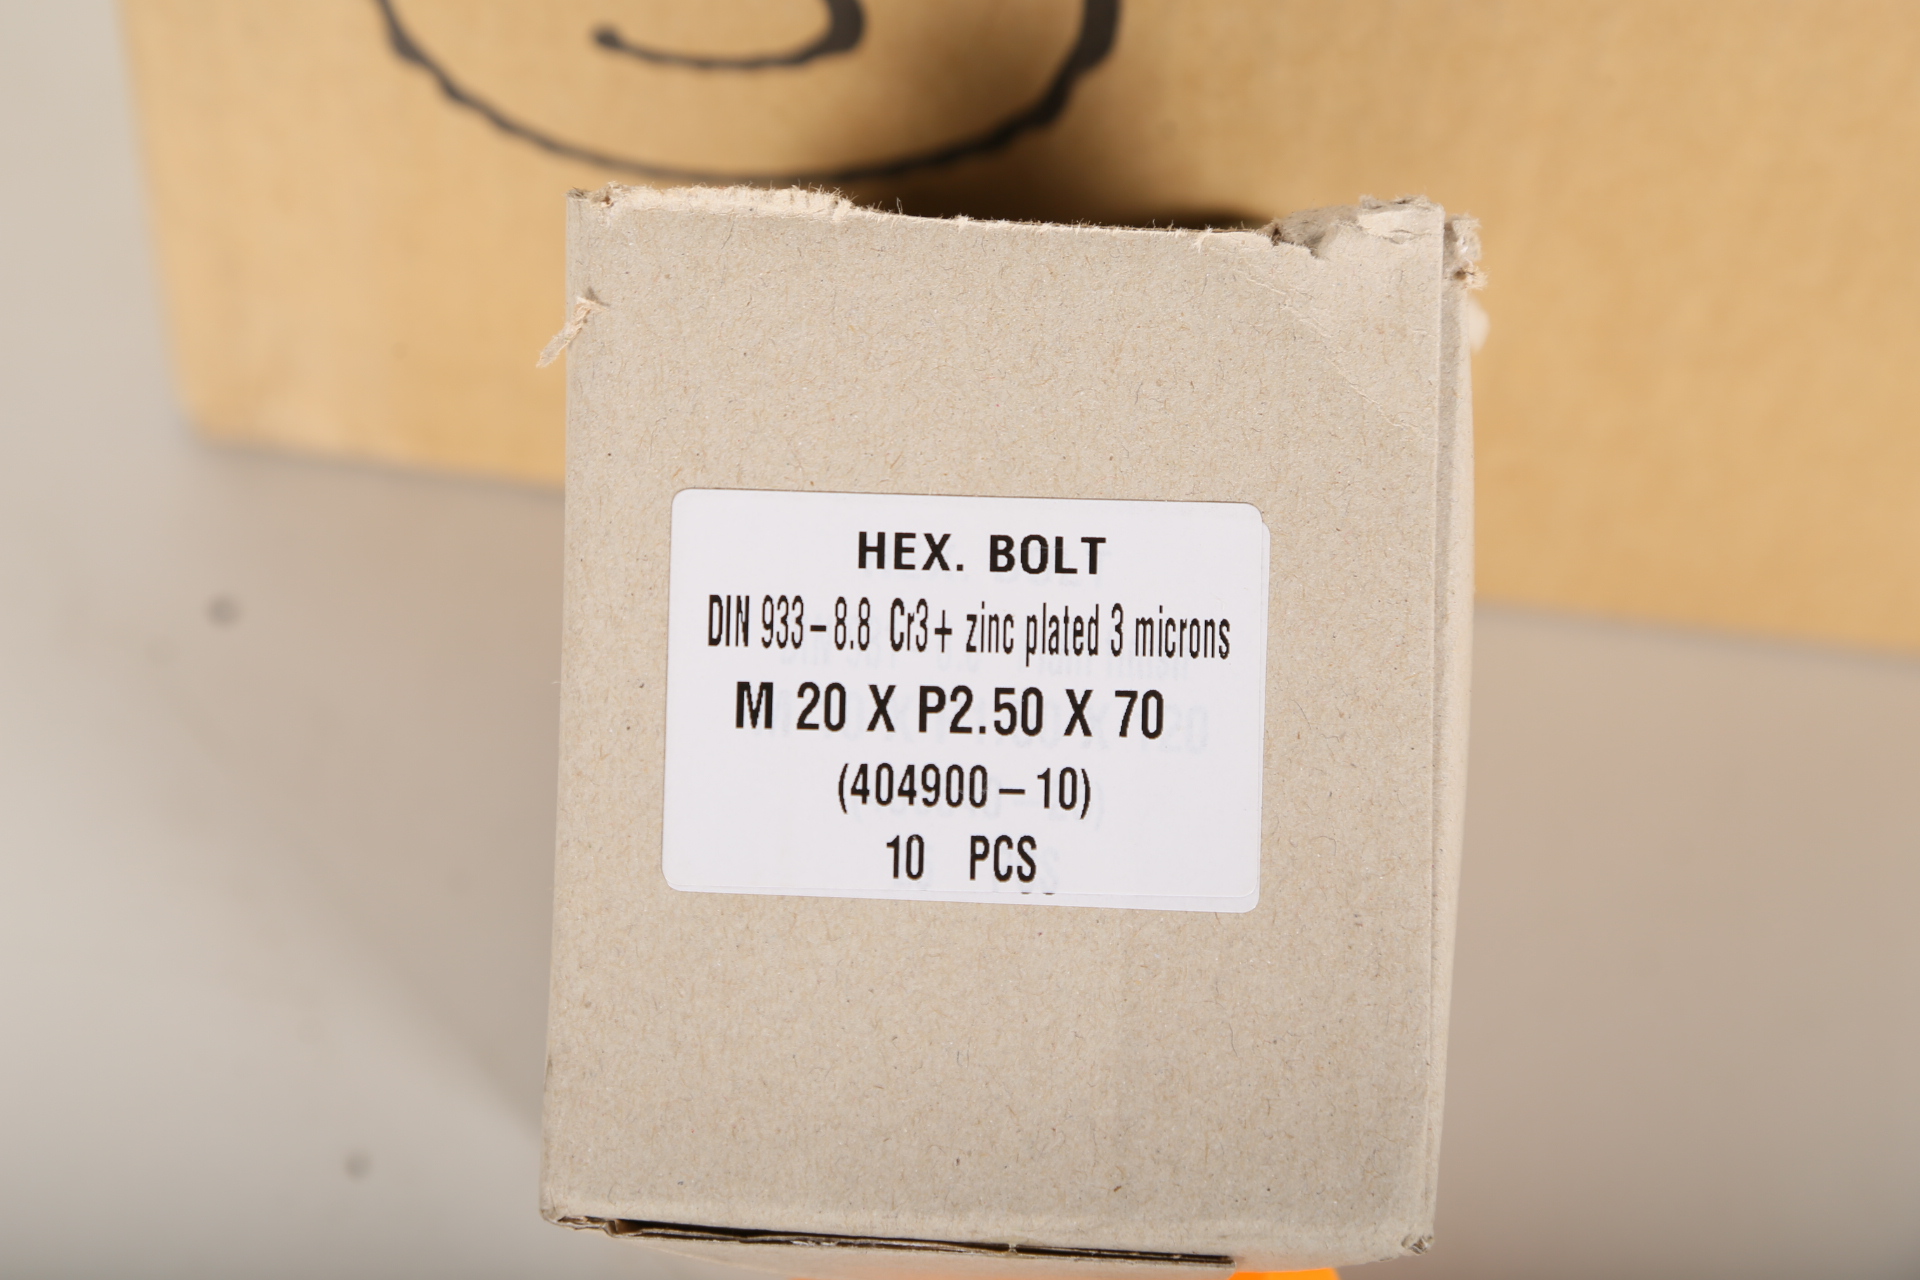 HEX. BOLT
DIN 933-8.8 Cr3+ zinc plated 3 microns
M 20 X P2.50 X 70
(404900-10)
10 PCS